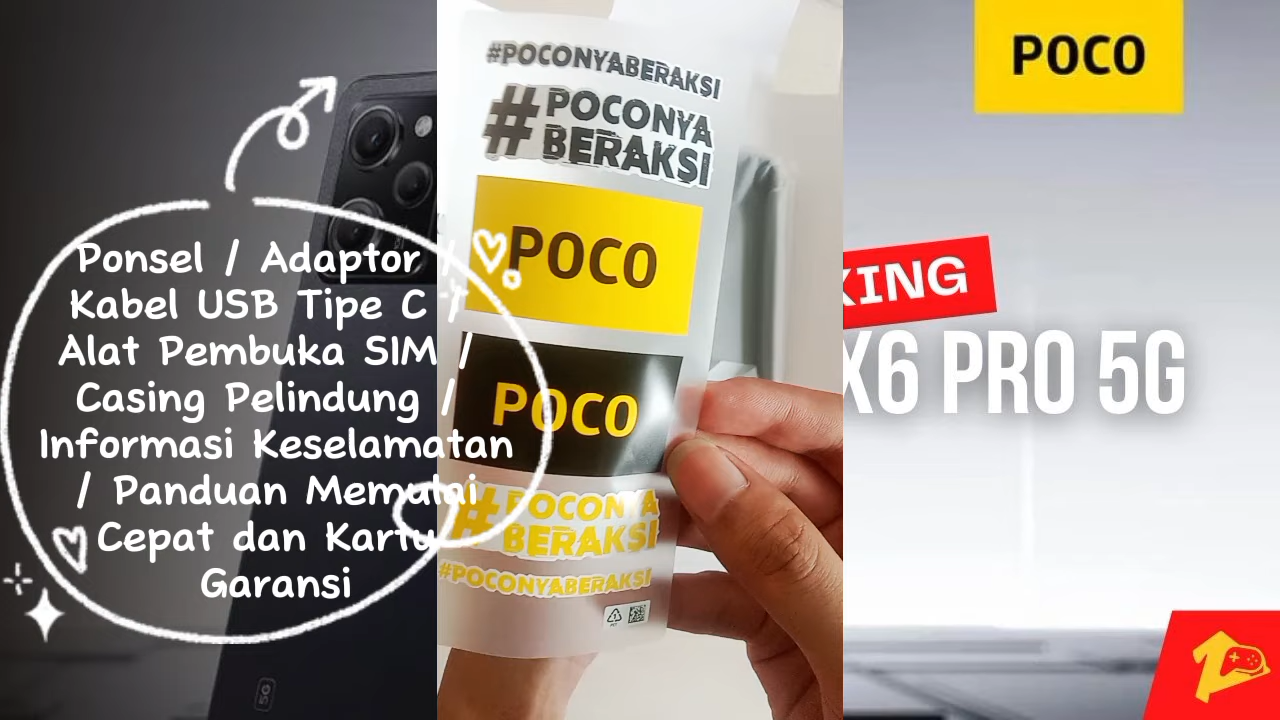 Ponsel / Adaptor /
Kabel USB Tipe C /
Alat Pembuka SIM /
Casing Pelindung /
Informasi Keselamatan
/ Panduan Memulai
Cepat dan Kartu
Garansi
5G
#POCONYABERAKSI
#POCONYA
BERAKSI
POCO
POCO
#POCONYA
BERAKSI
#POCONYABERAKSI
POCO
KING
X6 PRO 5G